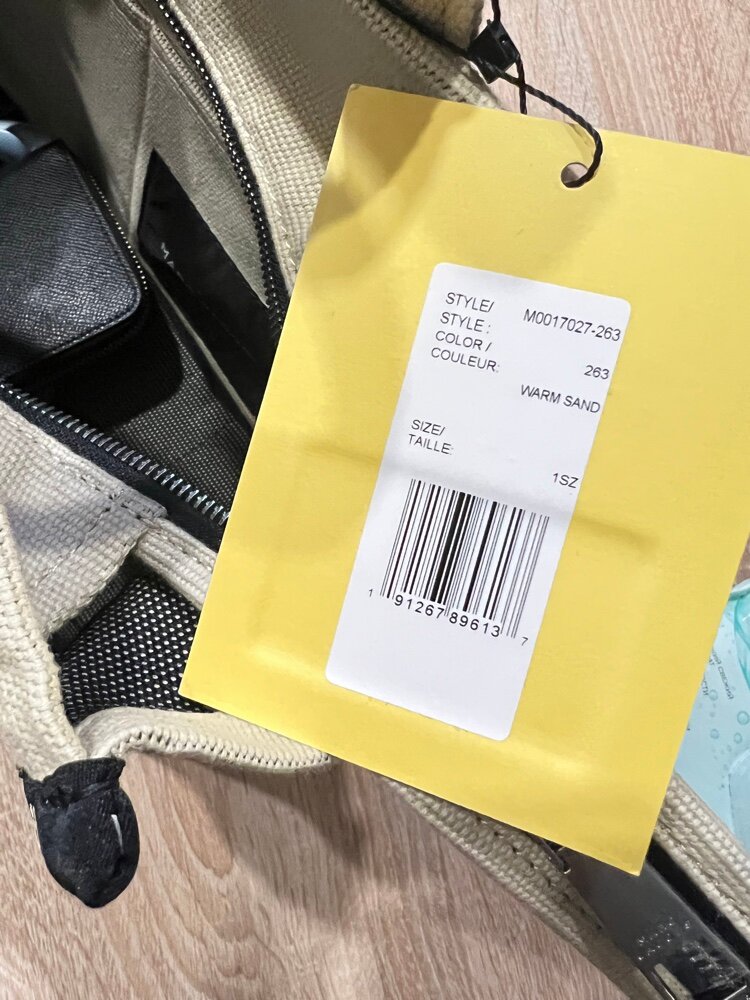 STYLE/
STYLE : M0017027-263
COLOR /
COULEUR: 263
WARM SAND
SIZE/
TAILLE:
1SZ
1 91267 89613 7